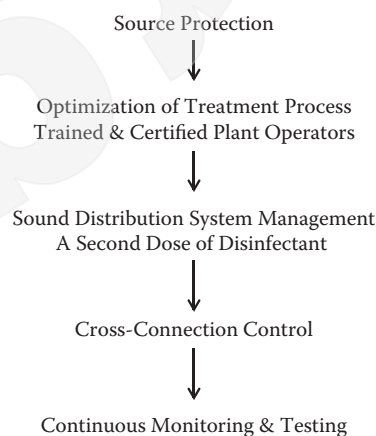 Source Protection
Optimization of Treatment Process
Trained & Certified Plant Operators
Sound Distribution System Management
A Second Dose of Disinfectant
Cross-Connection Control
Continuous Monitoring & Testing